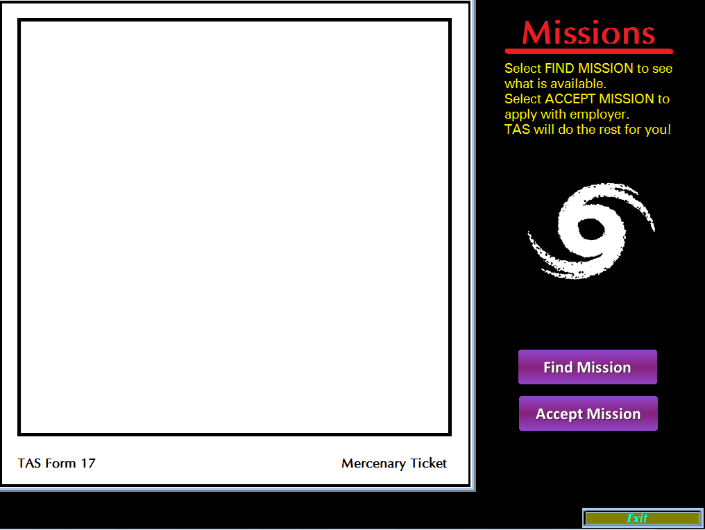 Missions
Select FIND MISSION to see
what is available.
Select ACCEPT MISSION to
apply with employer.
TAS will do the rest for you!
Find Mission
Accept Mission
TAS Form 17
Mercenary Ticket
Exit